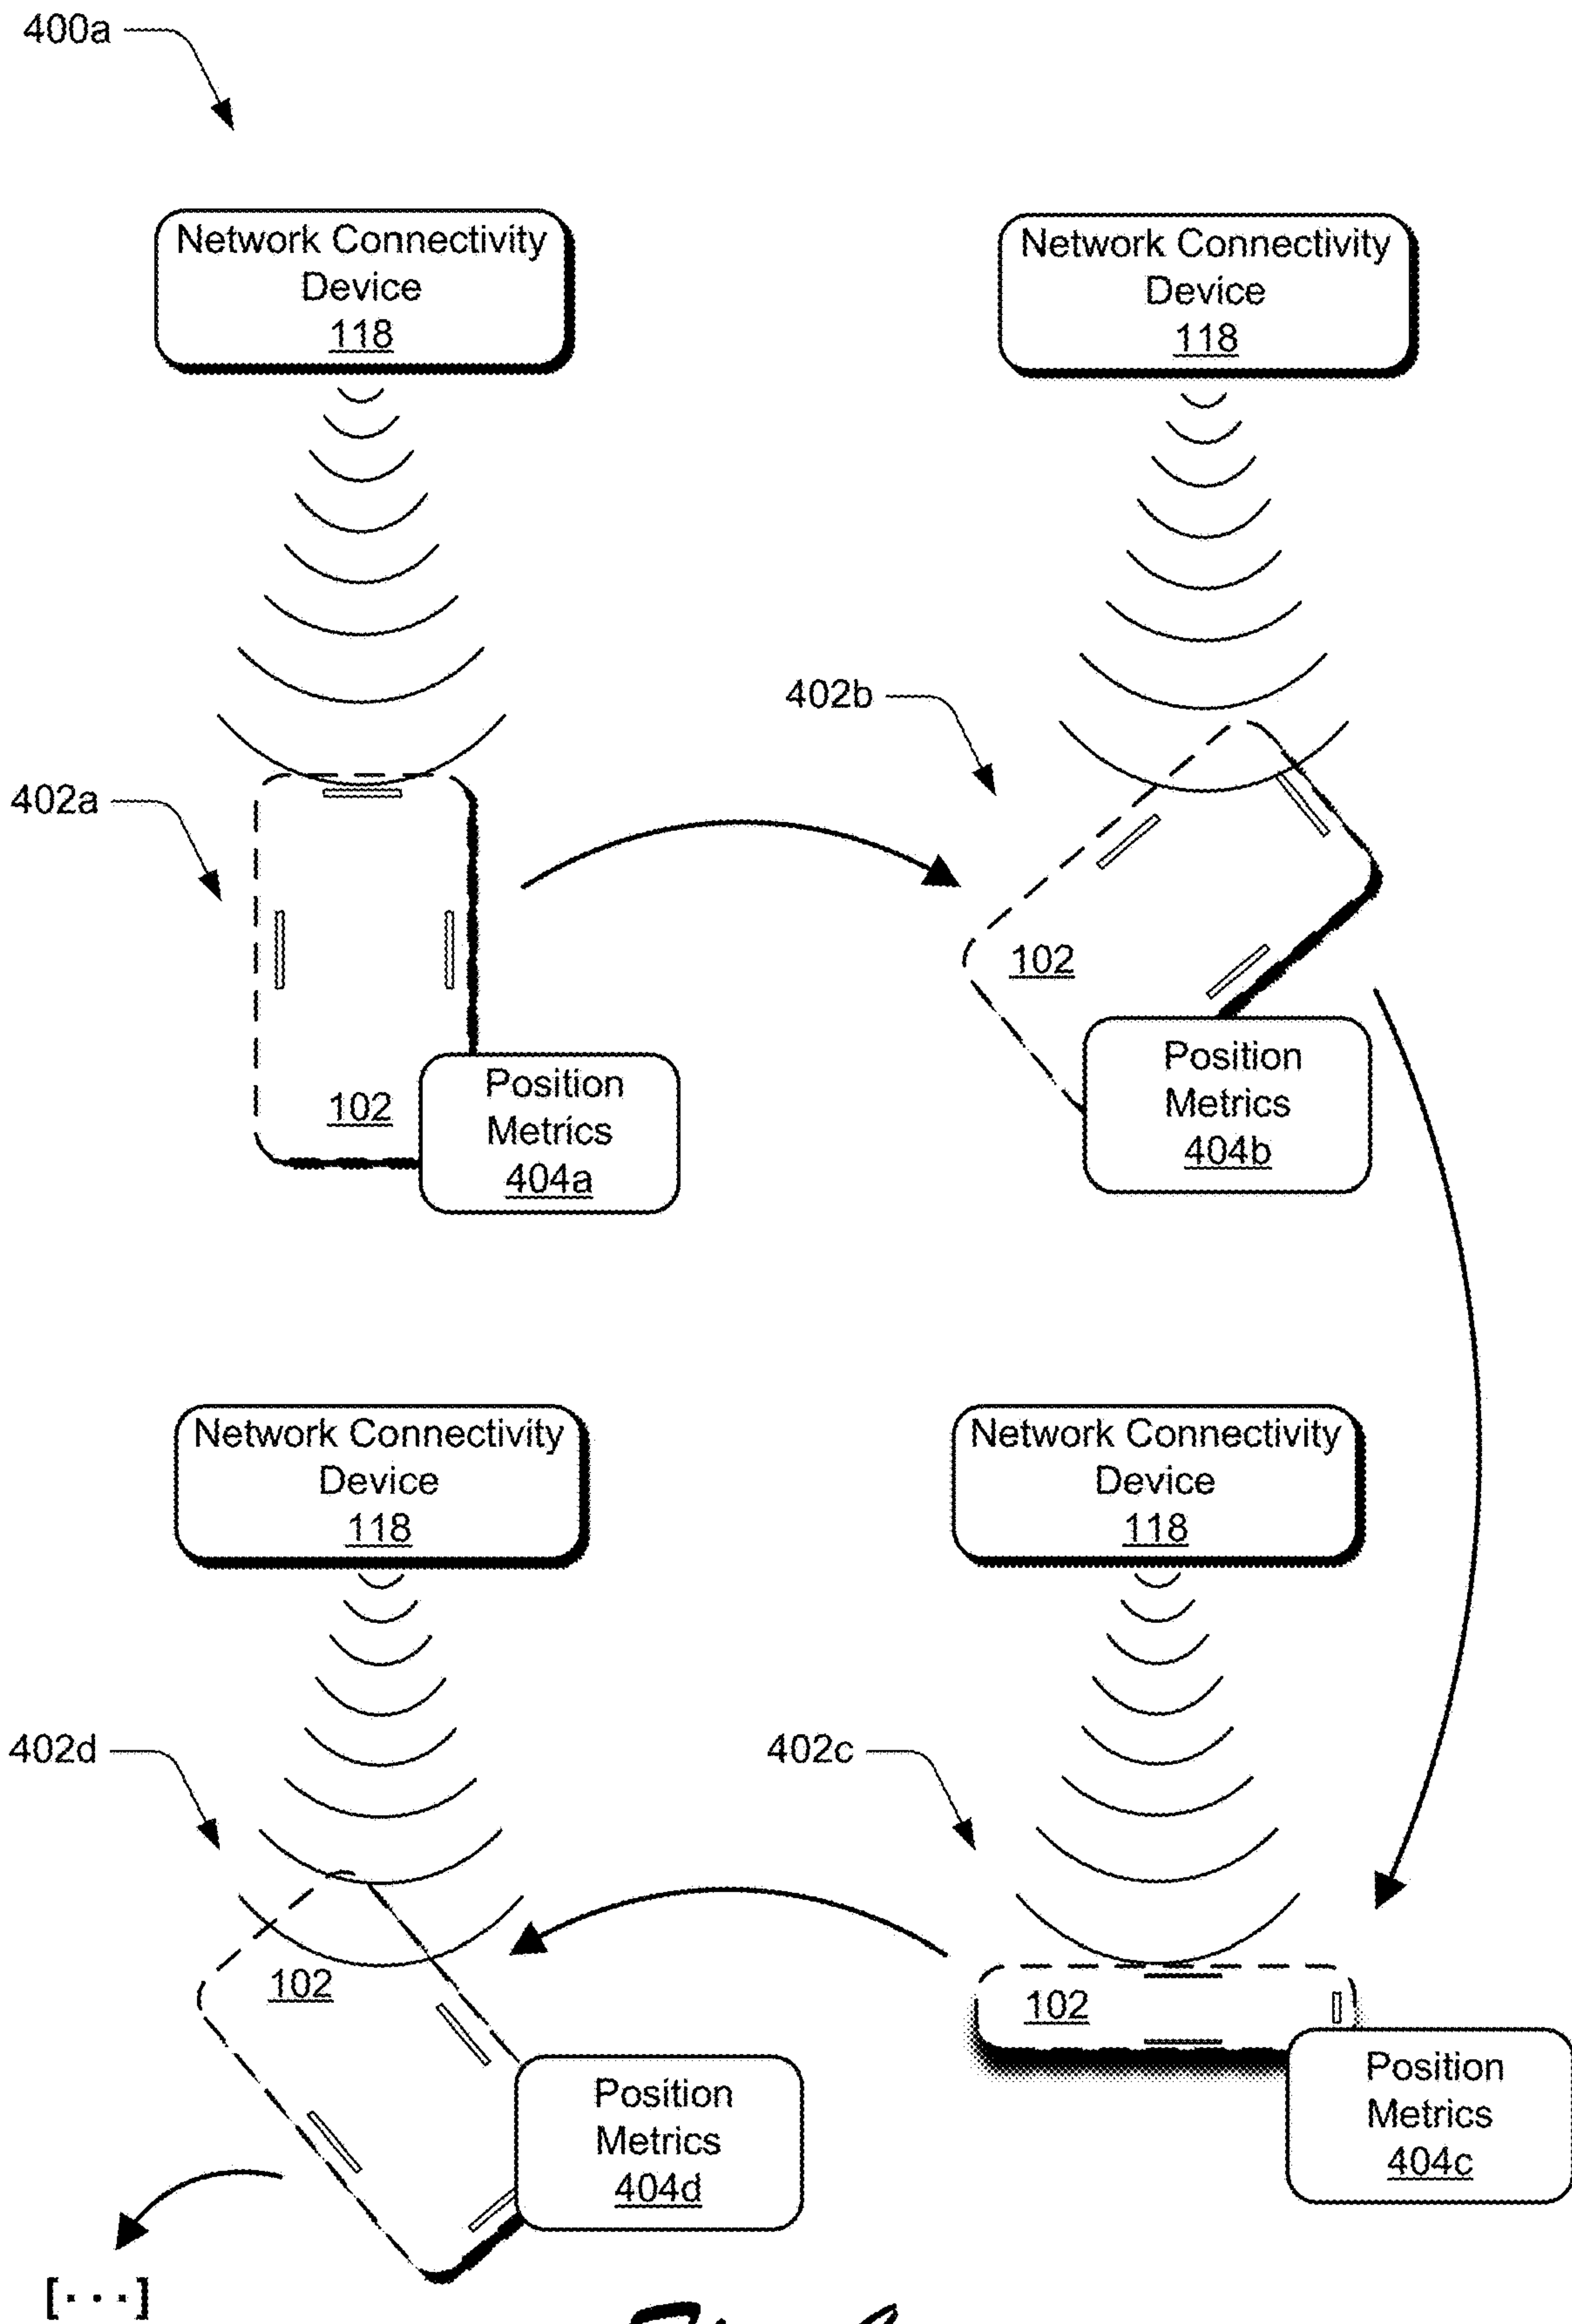 400a
Network Connectivity
Device
118
Network Connectivity
Device
118
402b
402a
102
102
Position
Metrics
404a
Position
Metrics
404b
Network Connectivity
Device
118
Network Connectivity
Device
118
402d
402c
102
102
Position
Metrics
404d
Position
Metrics
404c
[...]